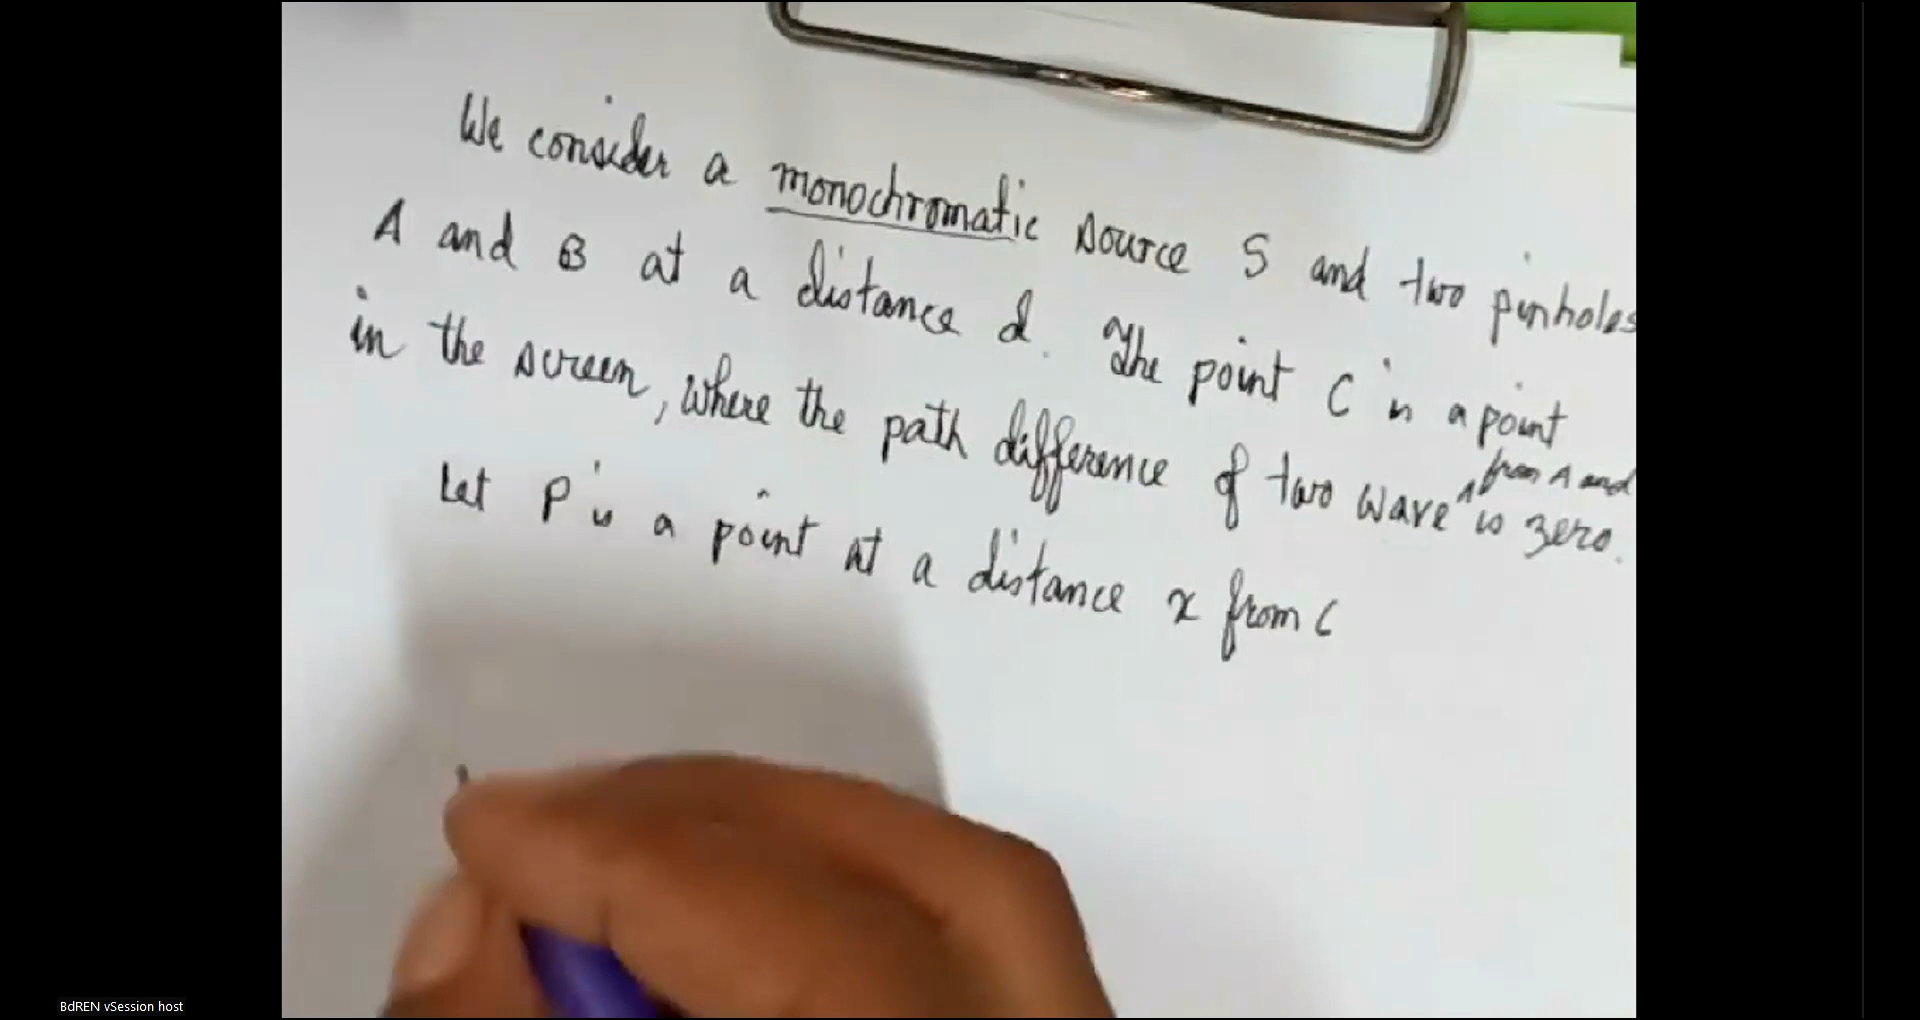 We consider a monochromatic source S and two pinholes
A and B at a distance d. The point C is a point
in the screen, where the path difference of two wave from A and is zero.
Let P is a point at a distance x from C
BdREN vSession host